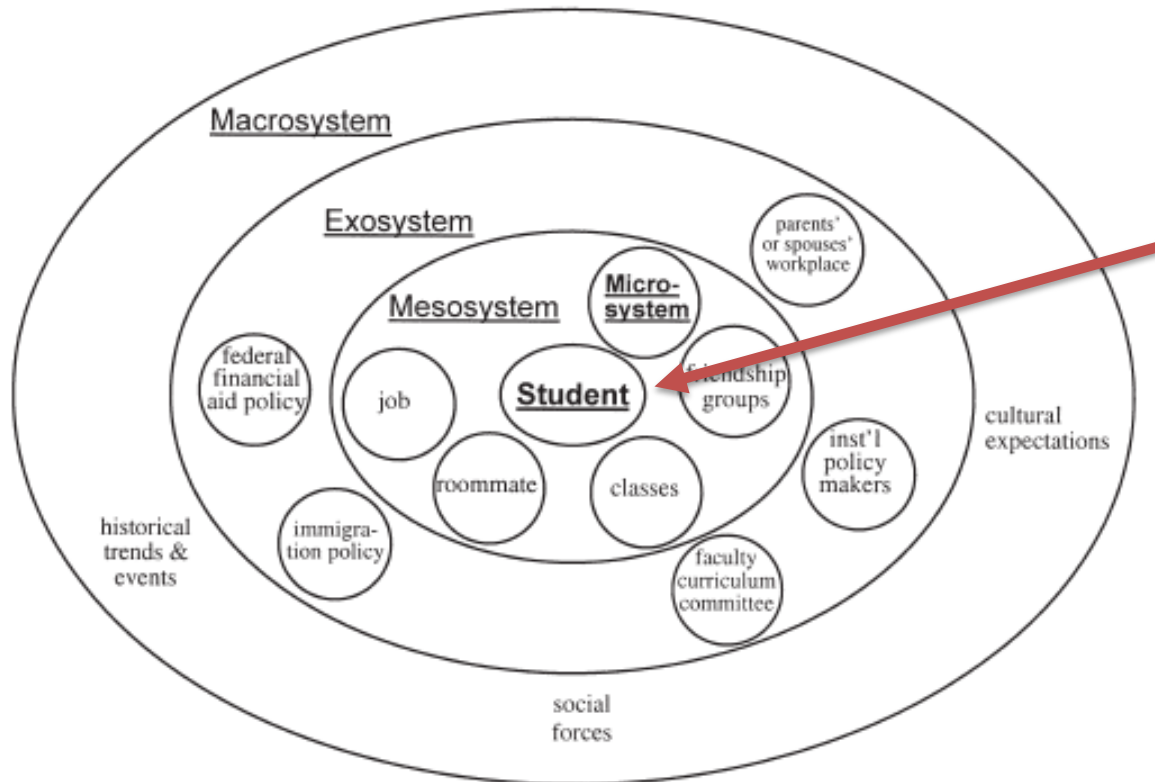 Macrosystem
Exosystem
parents'
or spouses'
workplace
Micro-
system
Mesosystem
federal
financial
aid policy
job
Student
friendship
groups
cultural
expectations
inst'l
policy
makers
roommate
classes
historical
trends &
events
immigra-
tion policy
faculty
curriculum
committee
social
forces